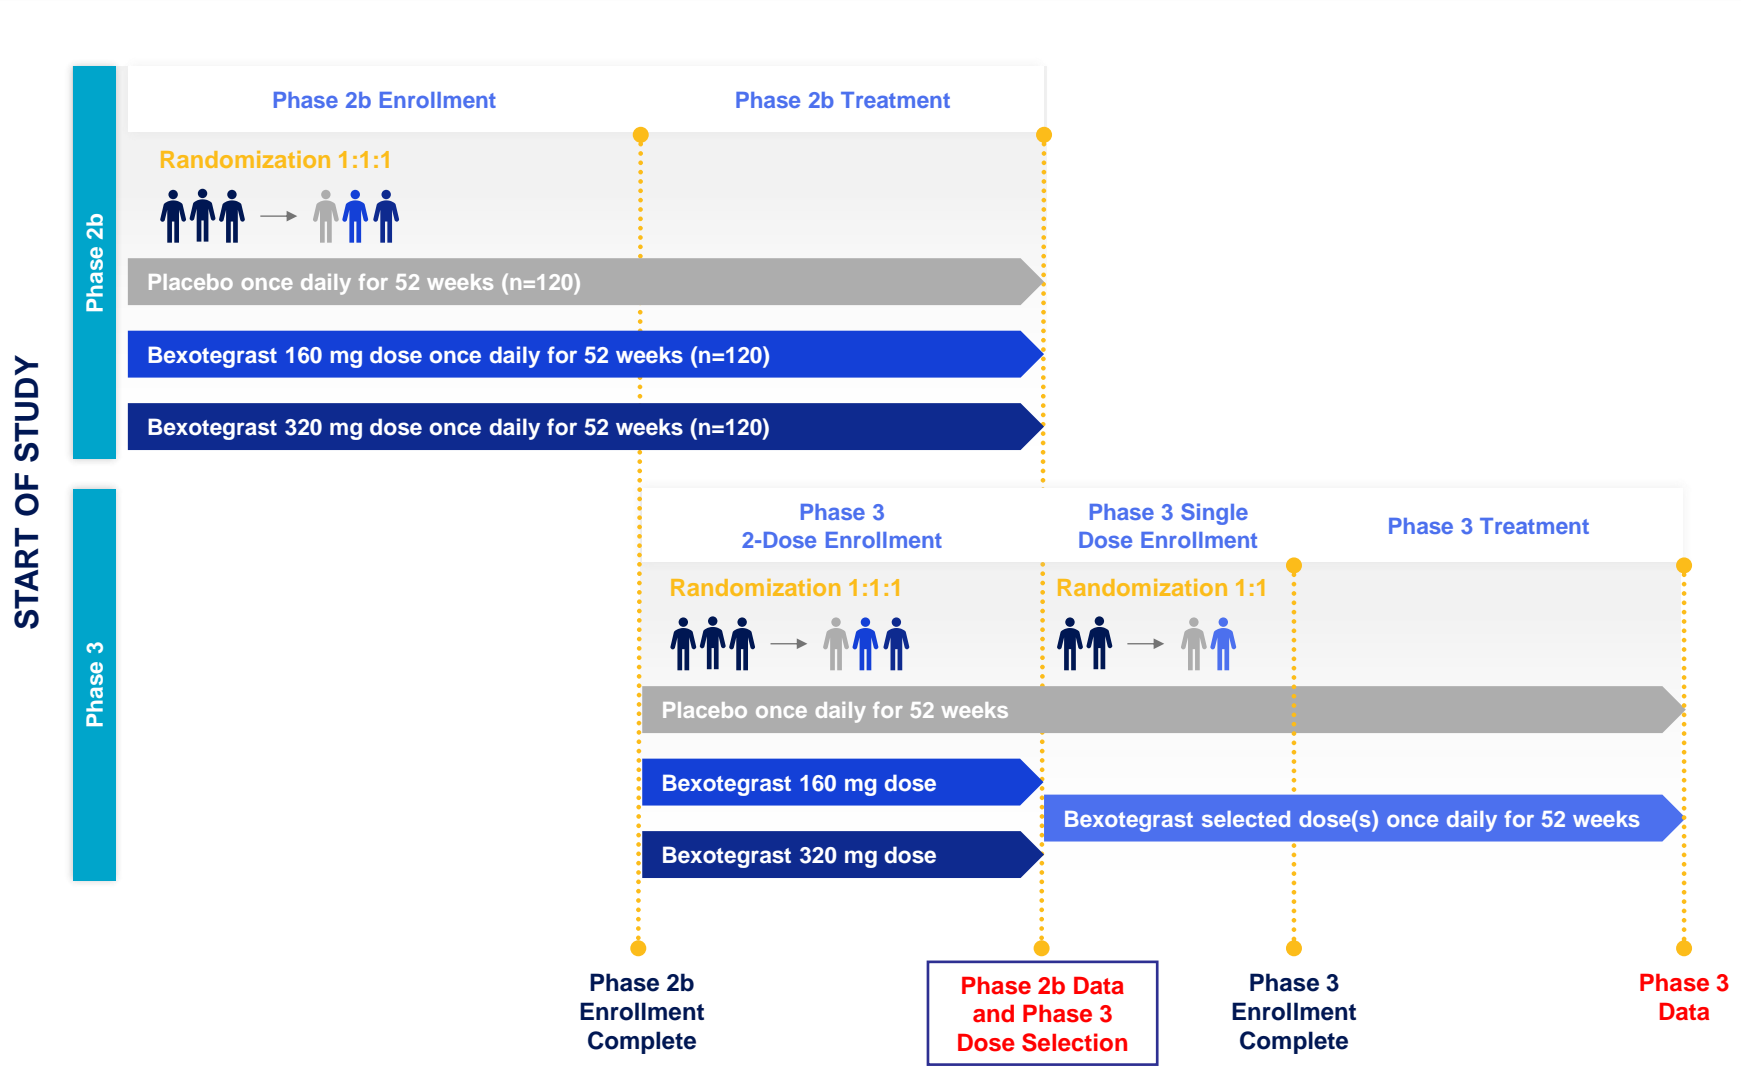 START OF STUDY
Phase 2b
Phase 2b Enrollment
Phase 2b Treatment
Randomization 1:1:1
Placebo once daily for 52 weeks (n=120)
Bexotegrast 160 mg dose once daily for 52 weeks (n=120)
Bexotegrast 320 mg dose once daily for 52 weeks (n=120)
Phase 3
Phase 3
2-Dose Enrollment
Phase 3 Single
Dose Enrollment
Phase 3 Treatment
Randomization 1:1:1
Randomization 1:1
Placebo once daily for 52 weeks
Bexotegrast 160 mg dose
Bexotegrast selected dose(s) once daily for 52 weeks
Bexotegrast 320 mg dose
Phase 2b
Enrollment
Complete
Phase 2b Data
and Phase 3
Dose Selection
Phase 3
Enrollment
Complete
Phase 3
Data